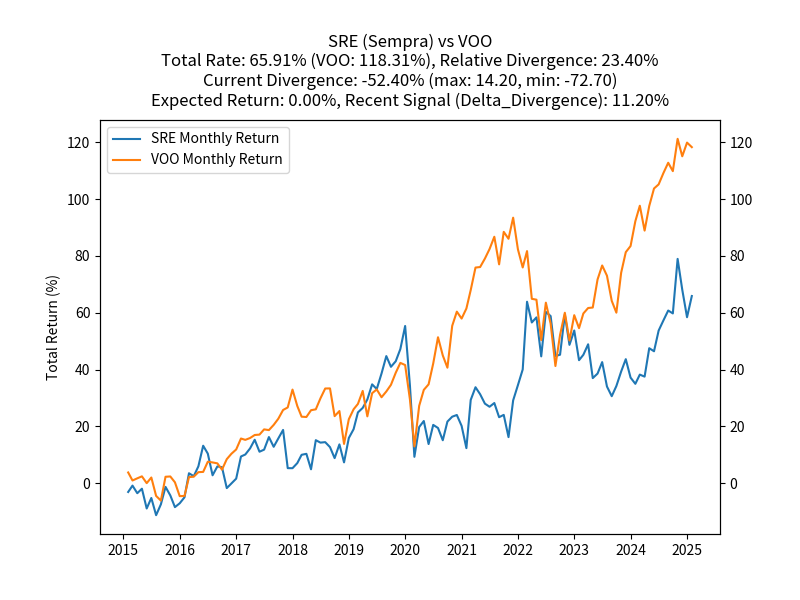 SRE (Sempra) vs VOO
Total Rate: 65.91% (VOO: 118.31%), Relative Divergence: 23.40%
Current Divergence: -52.40% (max: 14.20, min: -72.70)
Expected Return: 0.00%, Recent Signal (Delta_Divergence): 11.20%
SRE Monthly Return
VOO Monthly Return
Total Return (%)
120
100
80
60
40
20
0
120
100
80
60
40
20
0
2015 2016 2017 2018 2019 2020 2021 2022 2023 2024 2025